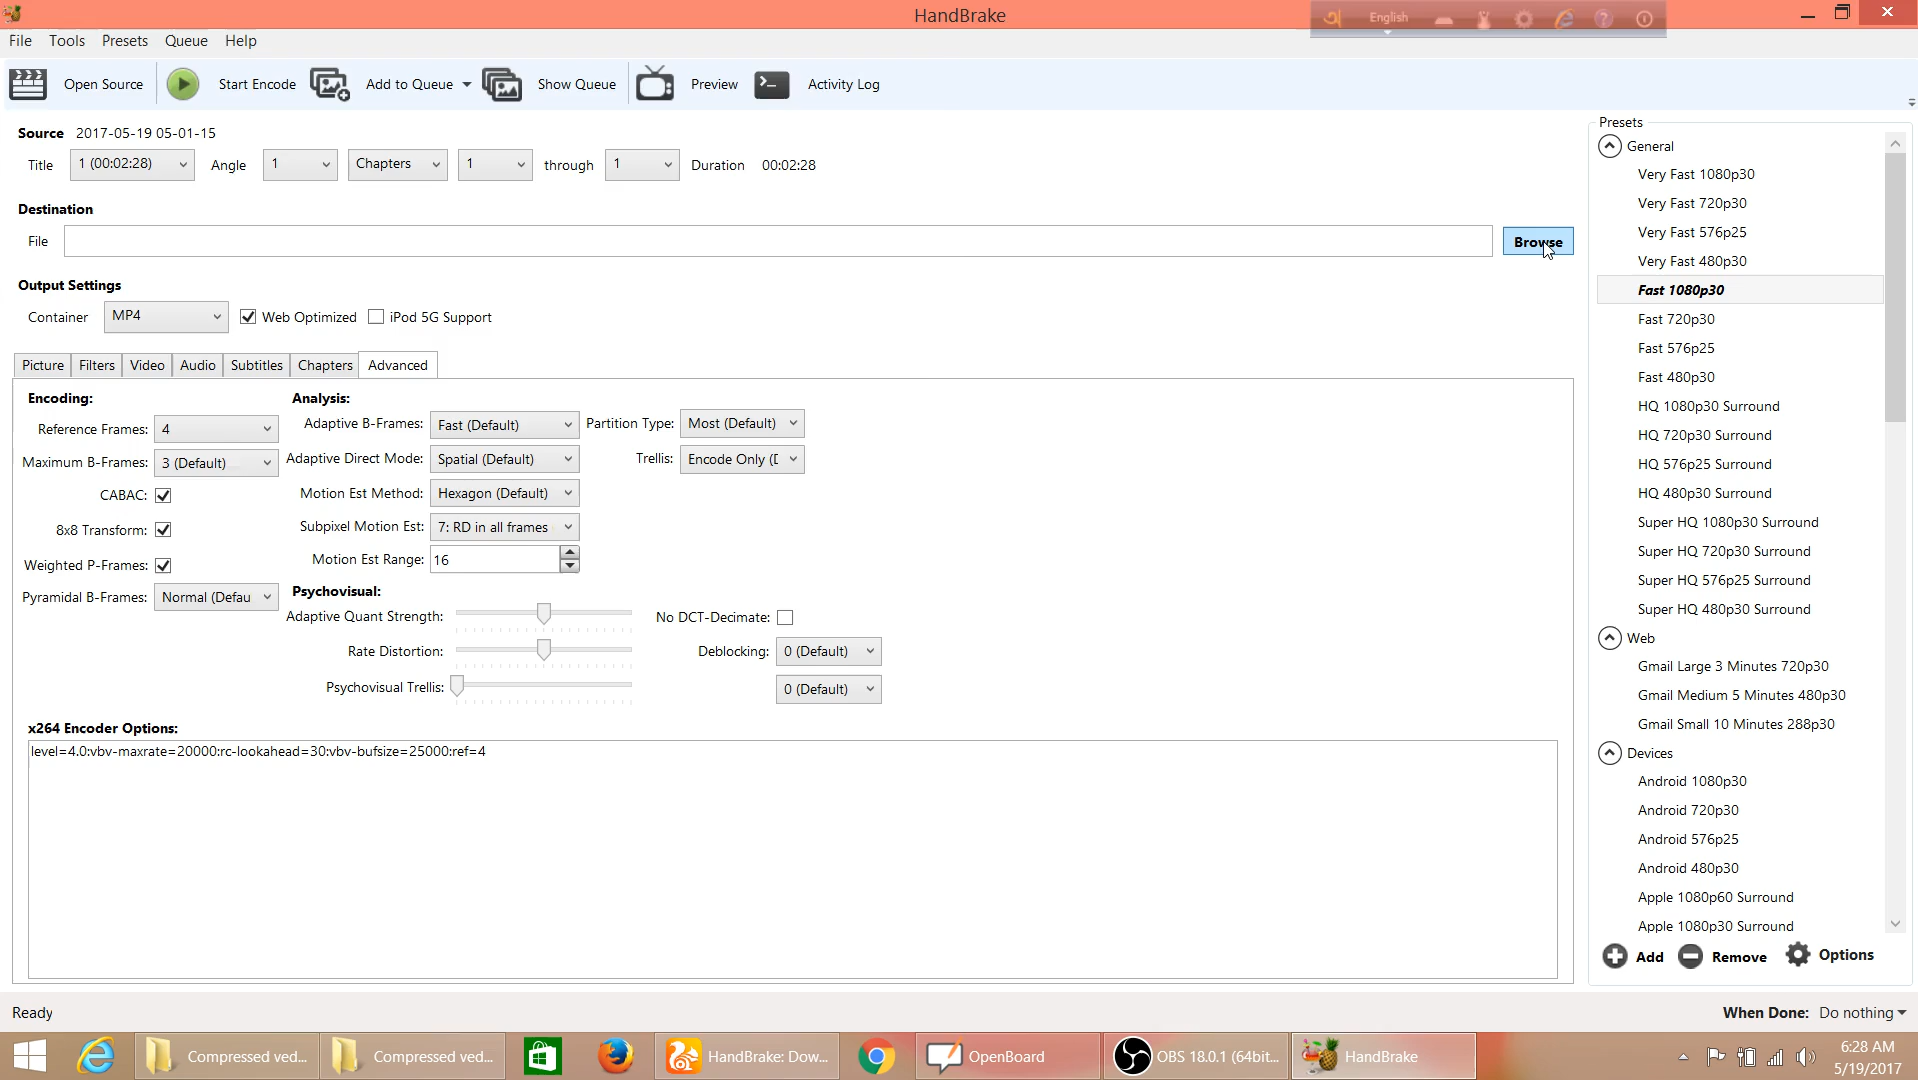 HandBrake
English
File Tools Presets Queue Help
Open Source Start Encode Add to Queue Show Queue Preview Activity Log
Source 2017-05-19 05-01-15
Title 1 (00:02:28) Angle 1 Chapters 1 through 1 Duration 00:02:28
Destination
File Browse
Output Settings
Container MP4 Web Optimized iPod 5G Support
Picture Filters Video Audio Subtitles Chapters Advanced
Encoding:
Reference Frames: 4
Maximum B-Frames: 3 (Default)
CABAC:
8x8 Transform:
Weighted P-Frames:
Pyramidal B-Frames: Normal (Defau
Analysis:
Adaptive B-Frames: Fast (Default) Partition Type: Most (Default)
Adaptive Direct Mode: Spatial (Default) Trellis: Encode Only (D
Motion Est Method: Hexagon (Default)
Subpixel Motion Est: 7: RD in all frames
Motion Est Range: 16
Psychovisual:
Adaptive Quant Strength: No DCT-Decimate:
Rate Distortion: Deblocking: 0 (Default)
Psychovisual Trellis: 0 (Default)
x264 Encoder Options:
level=4.0:vbv-maxrate=20000:rc-lookahead=30:vbv-bufsize=25000:ref=4
Presets
General
Very Fast 1080p30
Very Fast 720p30
Very Fast 576p25
Very Fast 480p30
Fast 1080p30
Fast 720p30
Fast 576p25
Fast 480p30
HQ 1080p30 Surround
HQ 720p30 Surround
HQ 576p25 Surround
HQ 480p30 Surround
Super HQ 1080p30 Surround
Super HQ 720p30 Surround
Super HQ 576p25 Surround
Super HQ 480p30 Surround
Web
Gmail Large 3 Minutes 720p30
Gmail Medium 5 Minutes 480p30
Gmail Small 10 Minutes 288p30
Devices
Android 1080p30
Android 720p30
Android 576p25
Android 480p30
Apple 1080p60 Surround
Apple 1080p30 Surround
Add Remove Options
Ready
When Done: Do nothing
Compressed ved... Compressed ved... HandBrake: Dow... OpenBoard OBS 18.0.1 (64bit... HandBrake
6:28 AM
5/19/2017